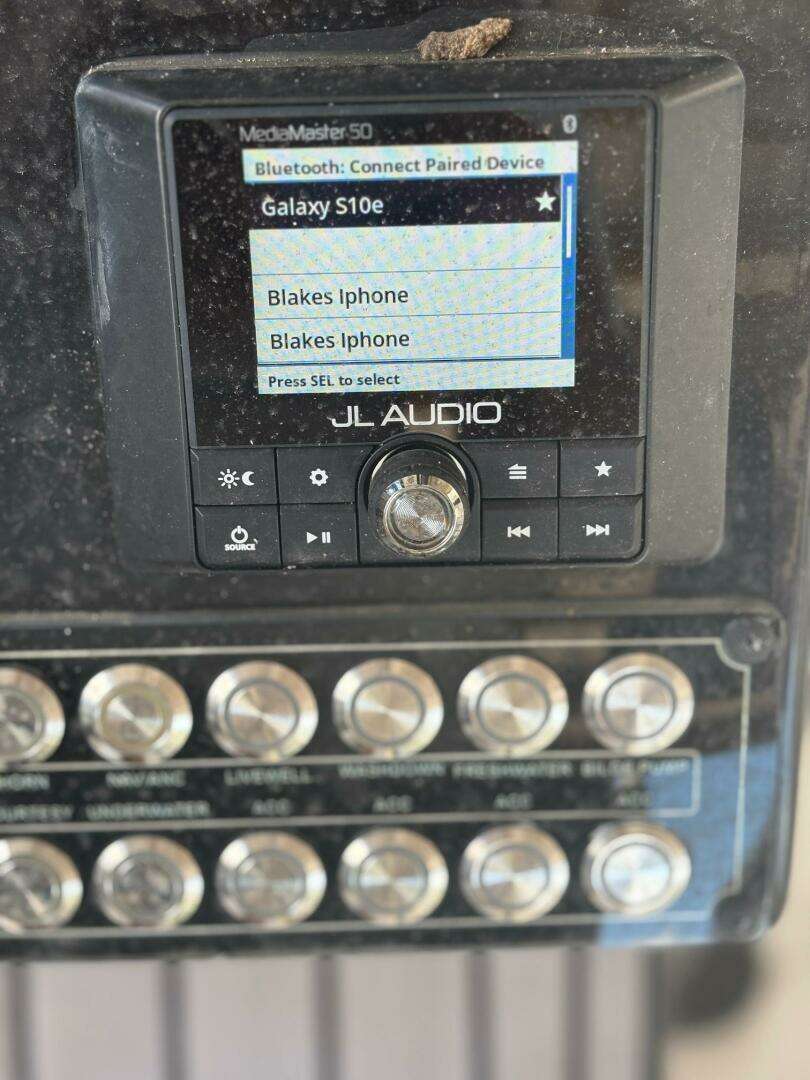 MediaMaster 50
Bluetooth: Connect Paired Device
Galaxy S10e
Blakes Iphone
Blakes Iphone
Press SEL to select
JL AUDIO
SOURCE
HORN NAV/ANC LIVEWELL WASHDOWN FRESHWATER BILGE PUMP
COURTESY UNDERWATER ACC ACC ACC ACC